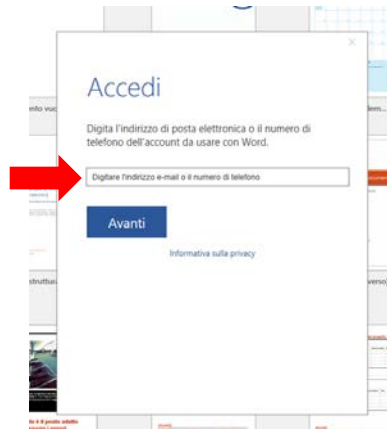 Accedi
Digita l'indirizzo di posta elettronica o il numero di
telefono dell'account da usare con Word.
Digitare l'indirizzo e-mail o il numero di telefono
Avanti
Informativa sulla privacy